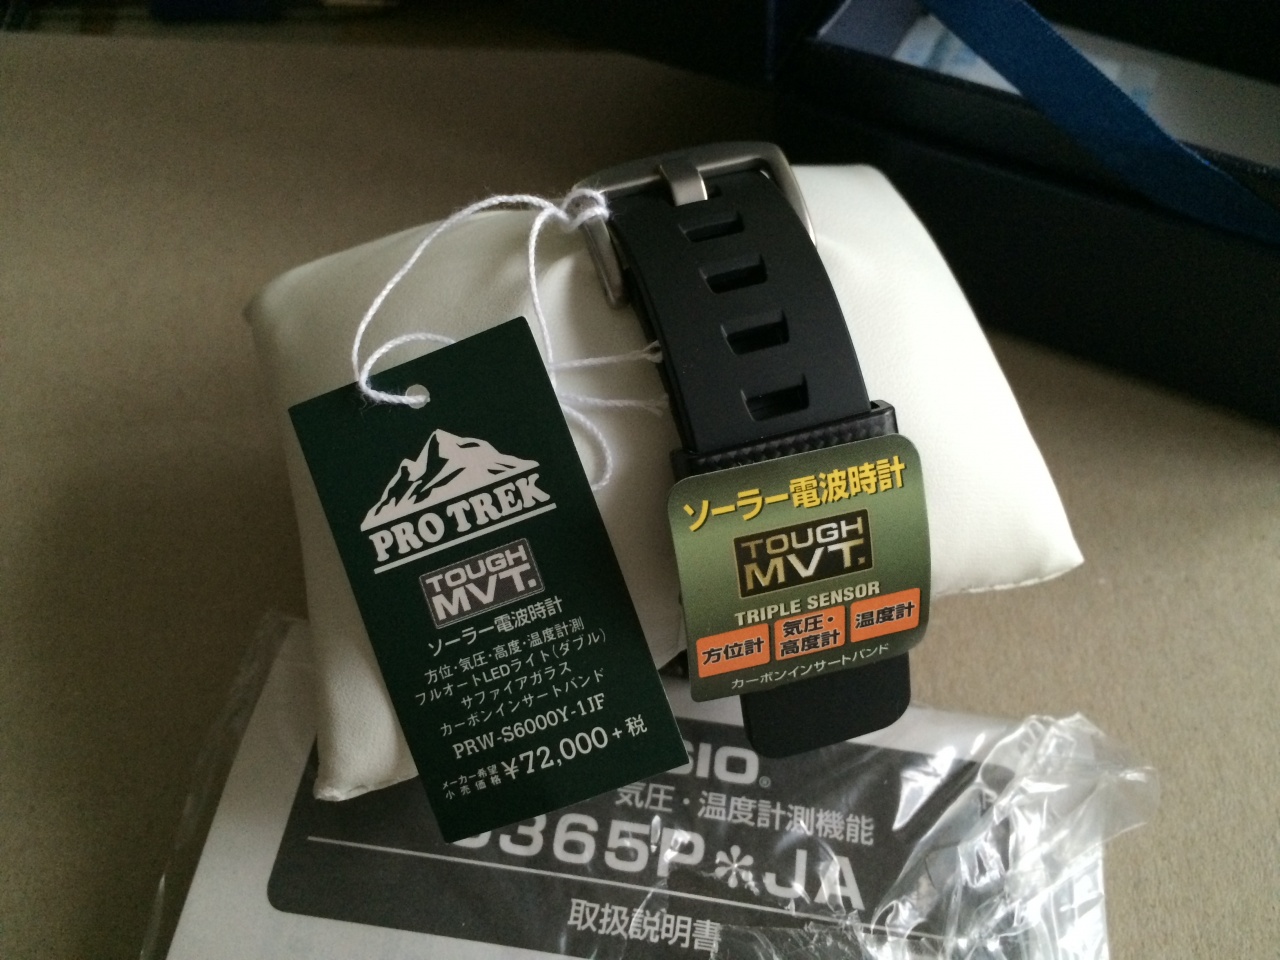 PRO TREK
TOUGH
MVT.
ソーラー電波時計
方位・気圧・高度・温度計測
フルオートLEDライト(ダブル)
サファイアガラス
カーボンインサートバンド
PRW-S6000Y-1JF
メーカー希望
小売価格
¥72,000+税
ソーラー電波時計
TOUGH
MVT.
TRIPLE SENSOR
方位計
気圧・
高度計
温度計
カーボンインサートバンド
SIO®
気圧・温度計測機能
365P*JA
取扱説明書